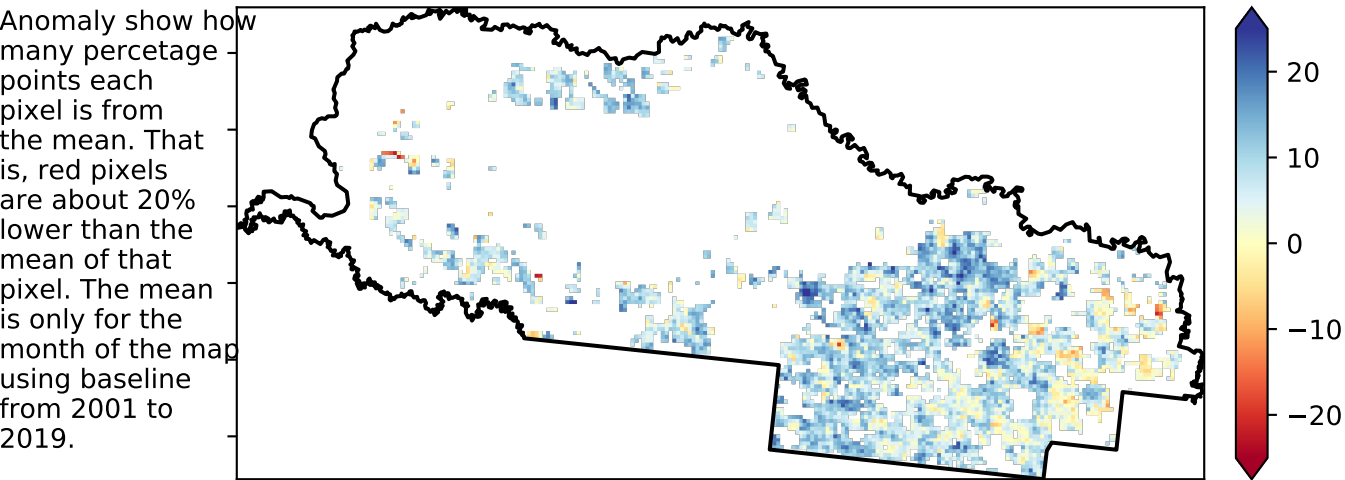 Anomaly show how
many percetage
points each
pixel is from
the mean. That
is, red pixels
are about 20%
lower than the
mean of that
pixel. The mean
is only for the
month of the map
using baseline
from 2001 to
2019.
20
10
0
−10
−20